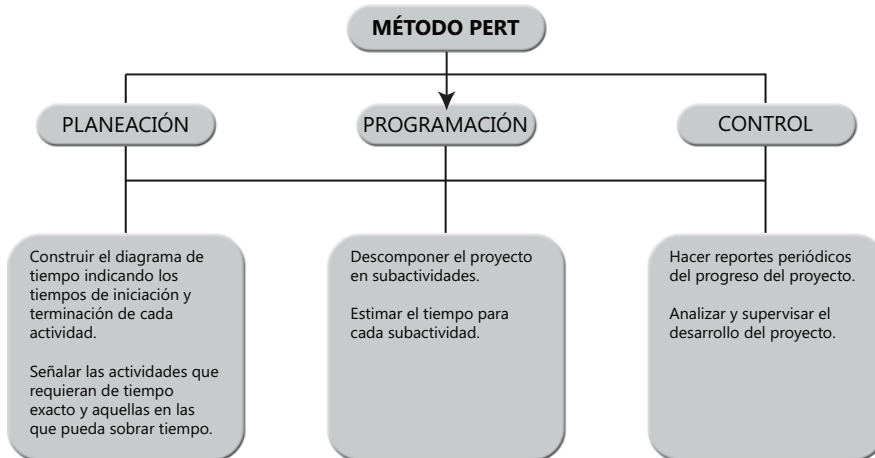 MÉTODO PERT
PLANEACIÓN
PROGRAMACIÓN
CONTROL
Construir el diagrama de
tiempo indicando los
tiempos de iniciación y
terminación de cada
actividad.
Señalar las actividades que
requieran de tiempo
exacto y aquellas en las
que pueda sobrar tiempo.
Descomponer el proyecto
en subactividades.
Estimar el tiempo para
cada subactividad.
Hacer reportes periódicos
del progreso del proyecto.
Analizar y supervisar el
desarrollo del proyecto.